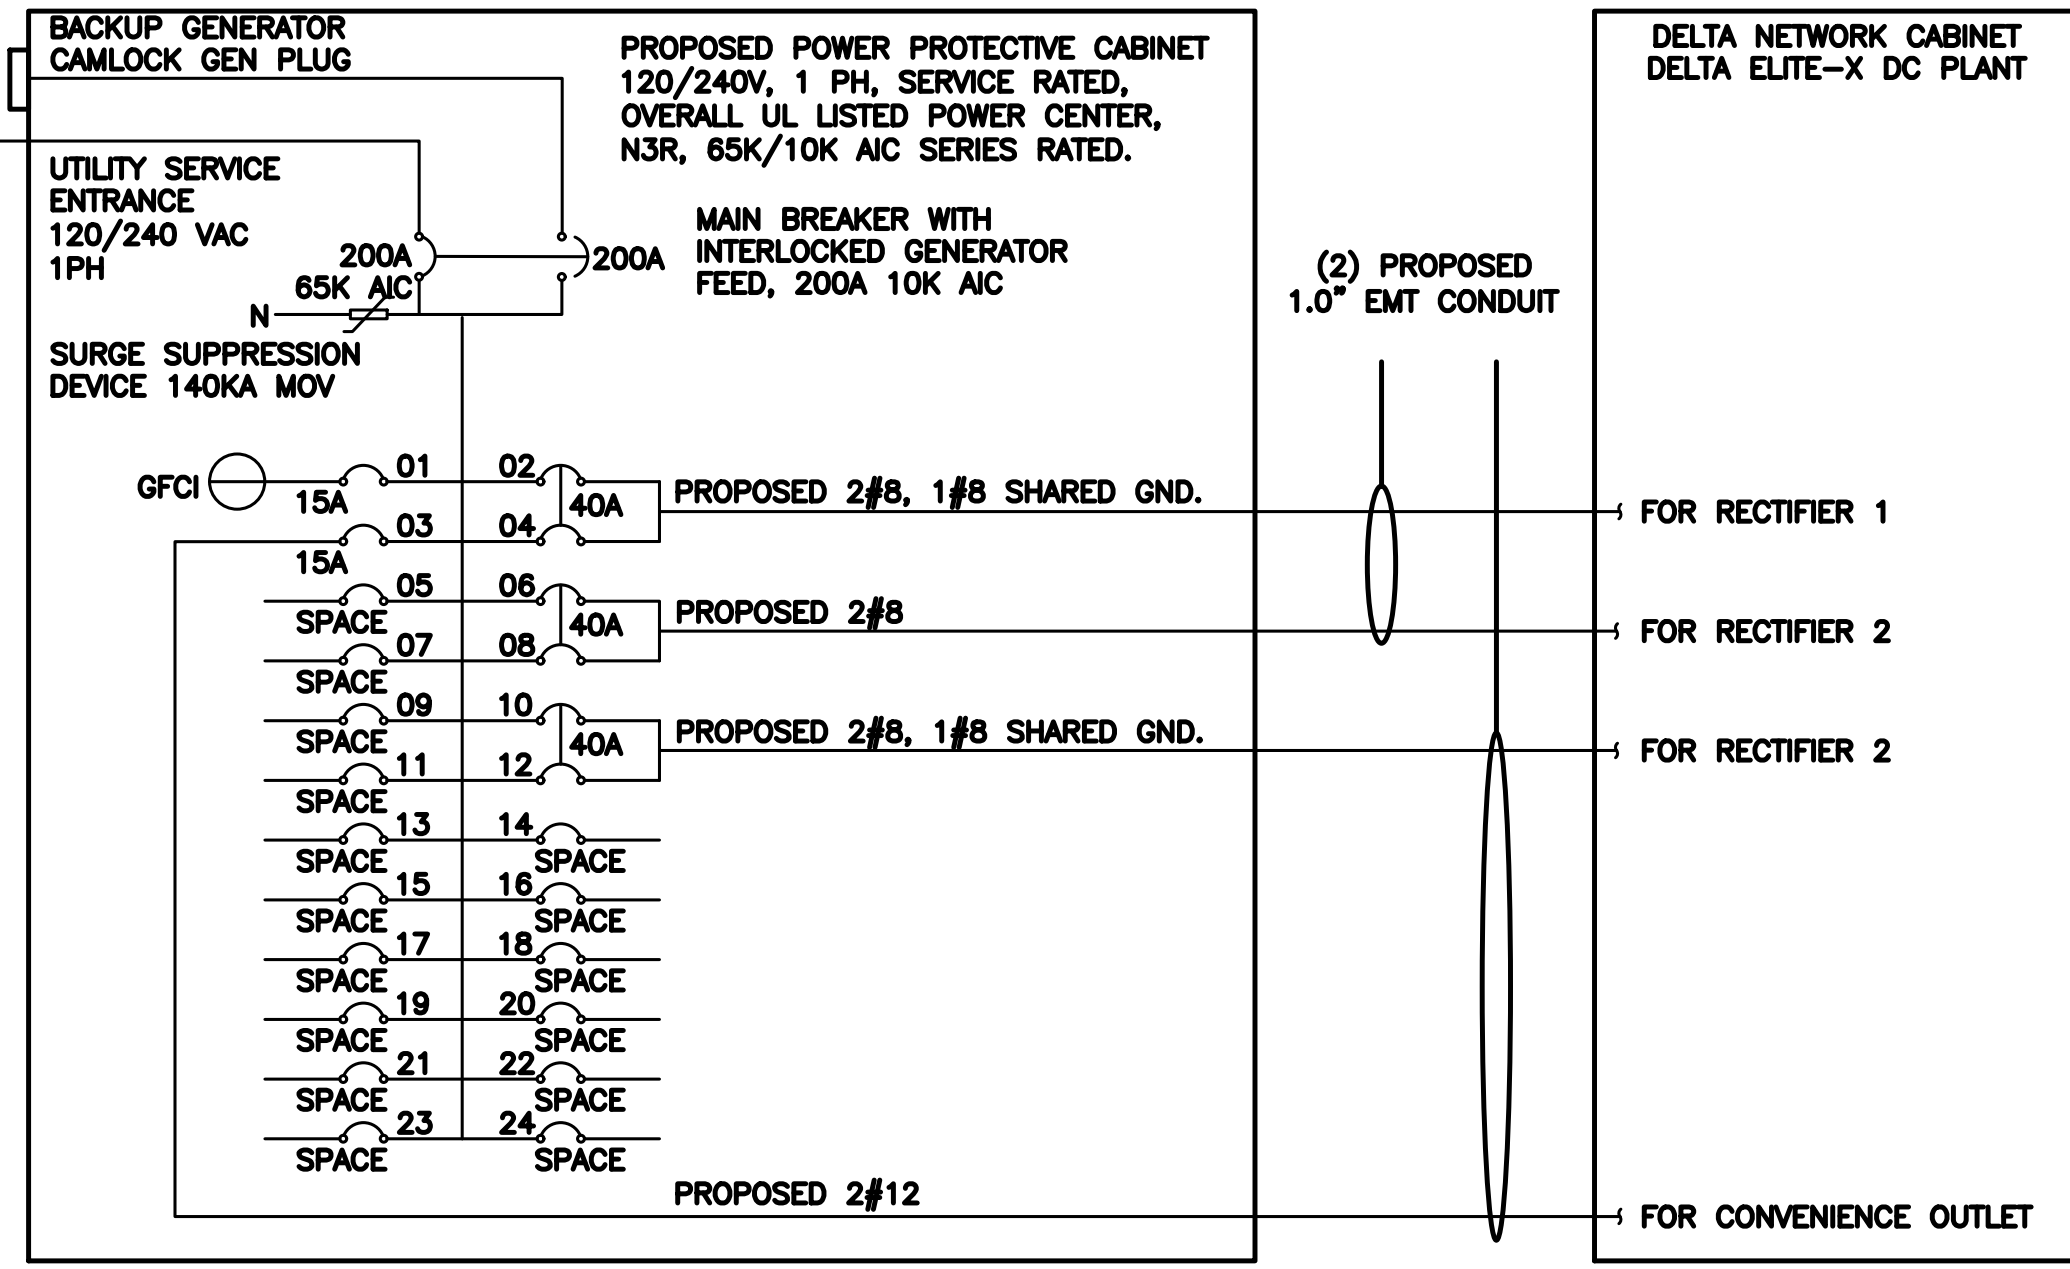 BACKUP GENERATOR
CAMLOCK GEN PLUG
PROPOSED POWER PROTECTIVE CABINET
120/240V, 1 PH, SERVICE RATED,
OVERALL UL LISTED POWER CENTER,
N3R, 65K/10K AIC SERIES RATED.
DELTA NETWORK CABINET
DELTA ELITE-X DC PLANT
UTILITY SERVICE
ENTRANCE
120/240 VAC
1PH
200A
65K AIC
200A
MAIN BREAKER WITH
INTERLOCKED GENERATOR
FEED, 200A 10K AIC
(2) PROPOSED
1.0" EMT CONDUIT
N
SURGE SUPPRESSION
DEVICE 140KA MOV
GFCI
15A
01
02
40A
PROPOSED 2#8, 1#8 SHARED GND.
FOR RECTIFIER 1
03
04
15A
05
06
SPACE
40A
PROPOSED 2#8
FOR RECTIFIER 2
07
08
SPACE
09
10
SPACE
40A
PROPOSED 2#8, 1#8 SHARED GND.
FOR RECTIFIER 2
11
12
SPACE
13
14
SPACE
SPACE
15
16
SPACE
SPACE
17
18
SPACE
SPACE
19
20
SPACE
SPACE
21
22
SPACE
SPACE
23
24
SPACE
SPACE
PROPOSED 2#12
FOR CONVENIENCE OUTLET